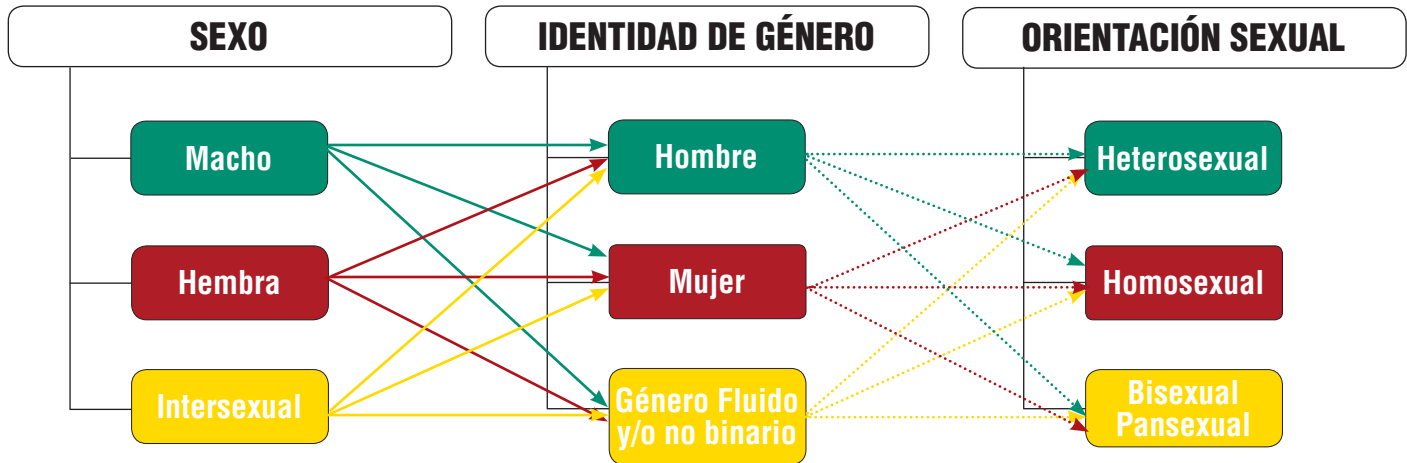 SEXO
IDENTIDAD DE GÉNERO
ORIENTACIÓN SEXUAL
Macho
Hombre
Heterosexual
Hembra
Mujer
Homosexual
Intersexual
Género Fluido
y/o no binario
Bisexual
Pansexual